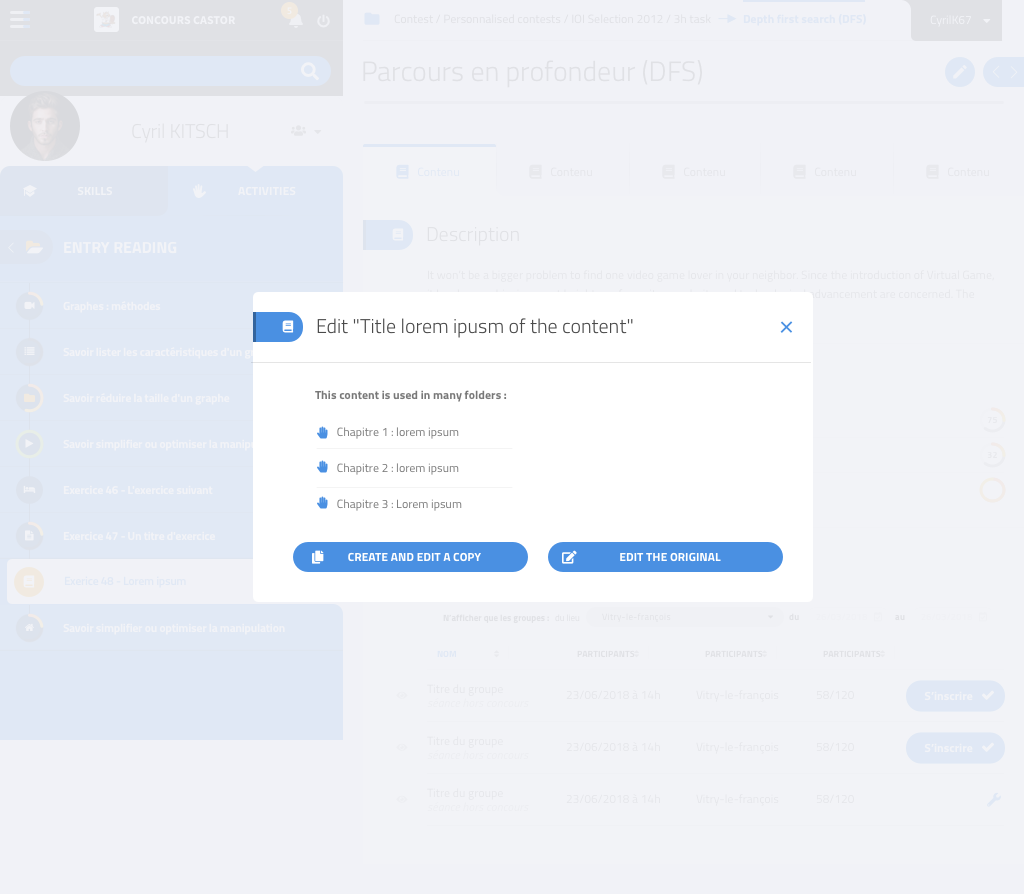 CONCOURS CASTOR
Contest / Personnalised contests / IOI Selection 2012 / 3h task
Depth first search (DFS)
CyrilK67
Parcours en profondeur (DFS)
Cyril KITSCH
Contenu
Contenu
Contenu
Contenu
Contenu
SKILLS
ACTIVITIES
ENTRY READING
Description
It won't be a bigger problem to find one video game lover in your neighbor. Since the introduction of Virtual Game,
advancement are concerned. The
Edit "Title lorem ipusm of the content"
This content is used in many folders :
Chapitre 1 : lorem ipsum
Chapitre 2 : lorem ipsum
Chapitre 3 : Lorem ipsum
CREATE AND EDIT A COPY
EDIT THE ORIGINAL
Graphes : méthodes
Savoir lister les caractéristiques d'un
Savoir réduire la taille d'un graphe
Savoir simplifier ou optimiser la
Exercice 46 - L'exercice suivant
Exercice 47 - Un titre d'exercice
Exerice 48 - Lorem ipsum
Savoir simplifier ou optimiser la manipulation
N'afficher que les groupes : au lieu
Vitry-le-françois
du
ou
NOM
PARTICIPANTS
PARTICIPANTS
PARTICIPANTS
Titre du groupe
23/06/2018 à 14h
Vitry-le-françois
58/120
S'inscrire
Titre du groupe
23/06/2018 à 14h
Vitry-le-françois
58/120
S'inscrire
Titre du groupe
23/06/2018 à 14h
Vitry-le-françois
58/120